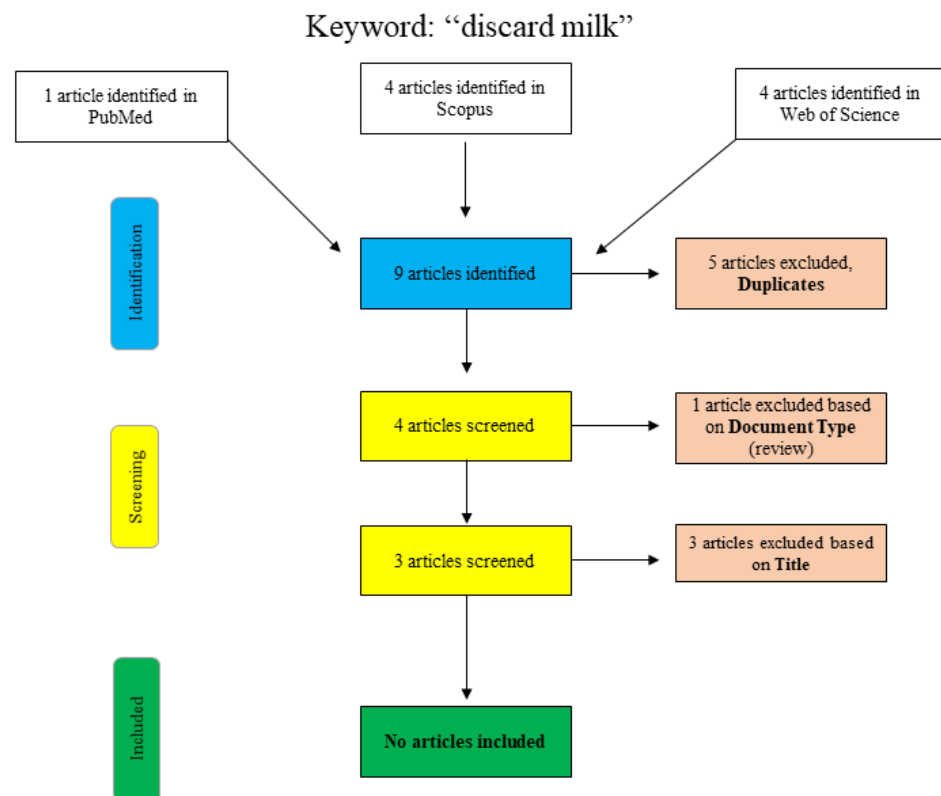 Keyword: “discard milk”
1 article identified in
PubMed
4 articles identified in
Scopus
4 articles identified in
Web of Science
Identification
9 articles identified
5 articles excluded,
Duplicates
Screening
4 articles screened
1 article excluded based
on Document Type
(review)
3 articles screened
3 articles excluded based
on Title
Included
No articles included